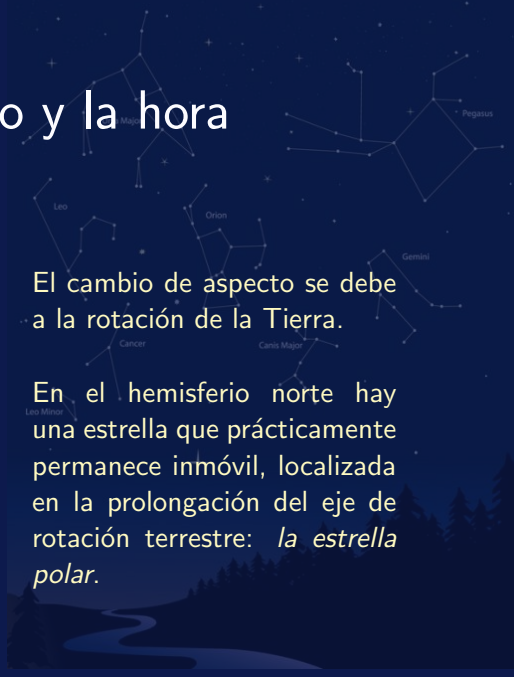 o y la hora
Major
Pegasus
Leo
Orion
Gemini
El cambio de aspecto se debe
a la rotación de la Tierra.
Cancer
Canis Major
En el hemisferio norte hay
Leo Minor
una estrella que prácticamente
permanece inmóvil, localizada
en la prolongación del eje de
rotación terrestre: la estrella
polar.